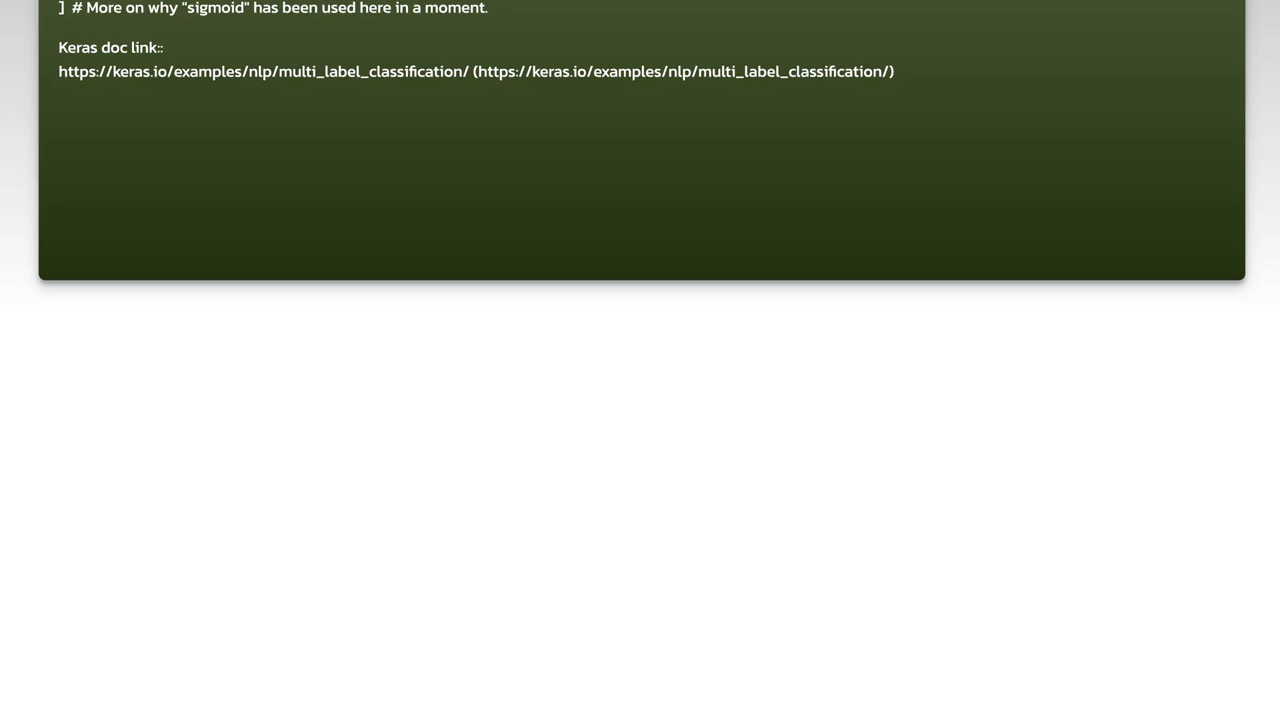 ] # More on why "sigmoid" has been used here in a moment.
Keras doc link::
https://keras.io/examples/nlp/multi_label_classification/ (https://keras.io/examples/nlp/multi_label_classification/)